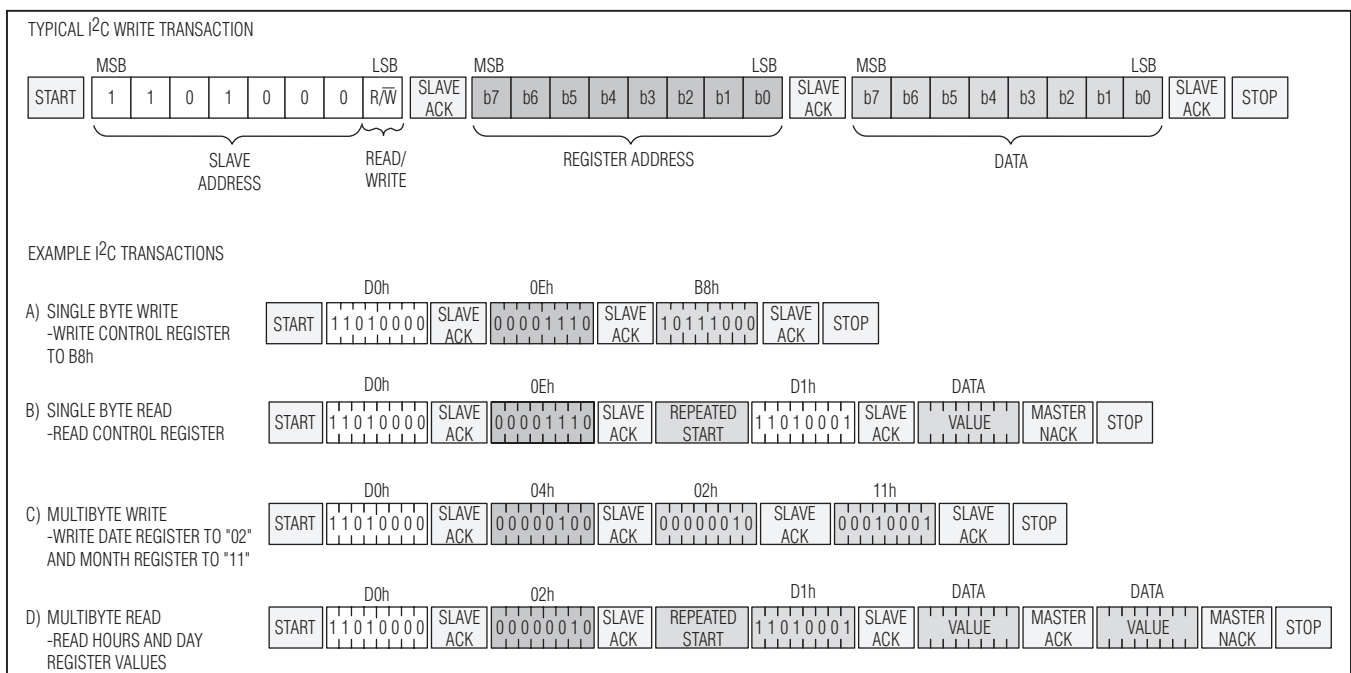 TYPICAL I2C WRITE TRANSACTION
MSB LSB MSB LSB MSB LSB
START 1 1 0 1 0 0 0 R/W̅ SLAVE ACK b7 b6 b5 b4 b3 b2 b1 b0 SLAVE ACK b7 b6 b5 b4 b3 b2 b1 b0 SLAVE ACK STOP
SLAVE ADDRESS READ/WRITE REGISTER ADDRESS DATA
EXAMPLE I2C TRANSACTIONS
D0h 0Eh B8h
A) SINGLE BYTE WRITE
-WRITE CONTROL REGISTER
TO B8h
START 11010000 SLAVE ACK 00001110 SLAVE ACK 10111000 SLAVE ACK STOP
D0h 0Eh D1h DATA
B) SINGLE BYTE READ
-READ CONTROL REGISTER
START 11010000 SLAVE ACK 00001110 SLAVE ACK REPEATED START 11010001 SLAVE ACK VALUE MASTER NACK STOP
D0h 04h 02h 11h
C) MULTIBYTE WRITE
-WRITE DATE REGISTER TO "02"
AND MONTH REGISTER TO "11"
START 11010000 SLAVE ACK 00000100 SLAVE ACK 00000010 SLAVE ACK 00010001 SLAVE ACK STOP
D0h 02h D1h DATA DATA
D) MULTIBYTE READ
-READ HOURS AND DAY
REGISTER VALUES
START 11010000 SLAVE ACK 00000010 SLAVE ACK REPEATED START 11010001 SLAVE ACK VALUE MASTER ACK VALUE MASTER NACK STOP